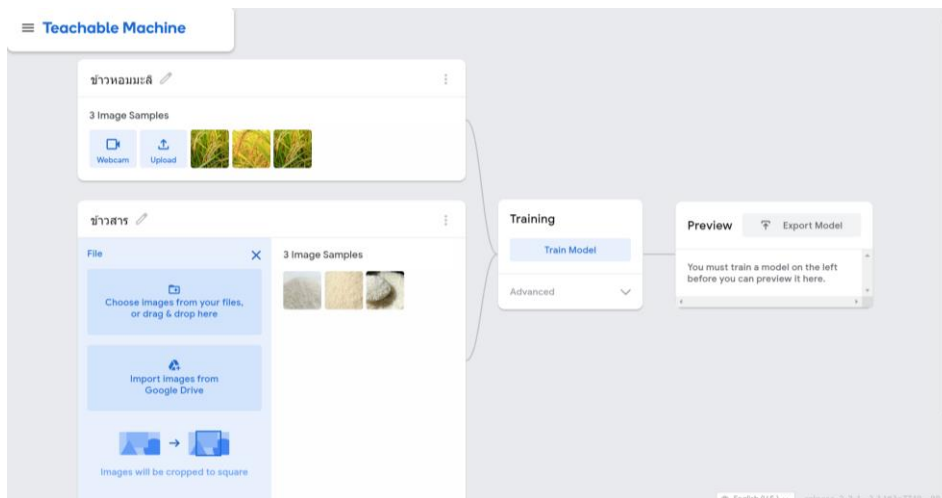 Teachable Machine
ข้าวหอมมะลิ
3 Image Samples
Webcam
Upload
ข้าวสาร
File
3 Image Samples
Choose images from your files,
or drag & drop here
Import images from
Google Drive
Images will be cropped to square
Training
Train Model
Advanced
Preview
Export Model
You must train a model on the left
before you can preview it here.